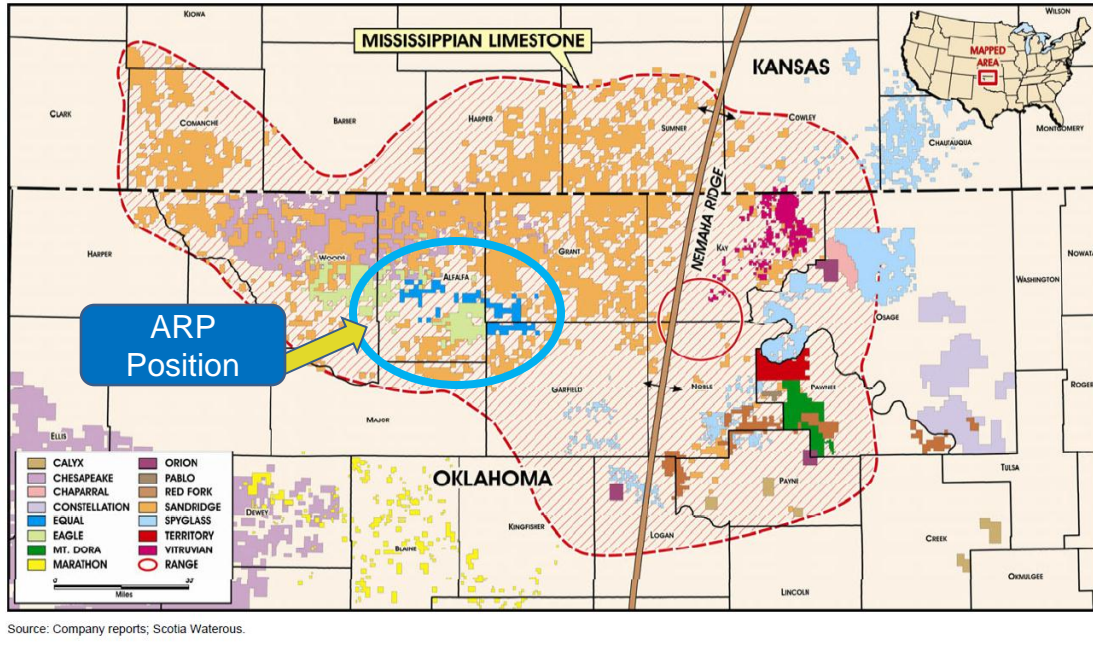 KIOWA
WILSON
MISSISSIPPIAN LIMESTONE
KANSAS
MAPPED
AREA
CLARK
COMANCHE
BARBER
HARPER
SUMNER
COWLEY
CHAUTAUQUA
MONTGOMERY
NEMAHA RIDGE
HARPER
WOODS
ALFALFA
GRANT
KAY
OSAGE
WASHINGTON
NOWATA
ARP
Position
GARFIELD
NOBLE
PAWNEE
ROGER
MAJOR
ELLIS
OKLAHOMA
TULSA
PAYNE
DEWEY
BLAINE
KINGFISHER
LOGAN
CREEK
LINCOLN
OKMULGEE
CALYX
CHESAPEAKE
CHAPARRAL
CONSTELLATION
EQUAL
EAGLE
MT. DORA
MARATHON
ORION
PABLO
RED FORK
SANDRIDGE
SPYGLASS
TERRITORY
VITRUVIAN
RANGE
Miles
Source: Company reports; Scotia Waterous.